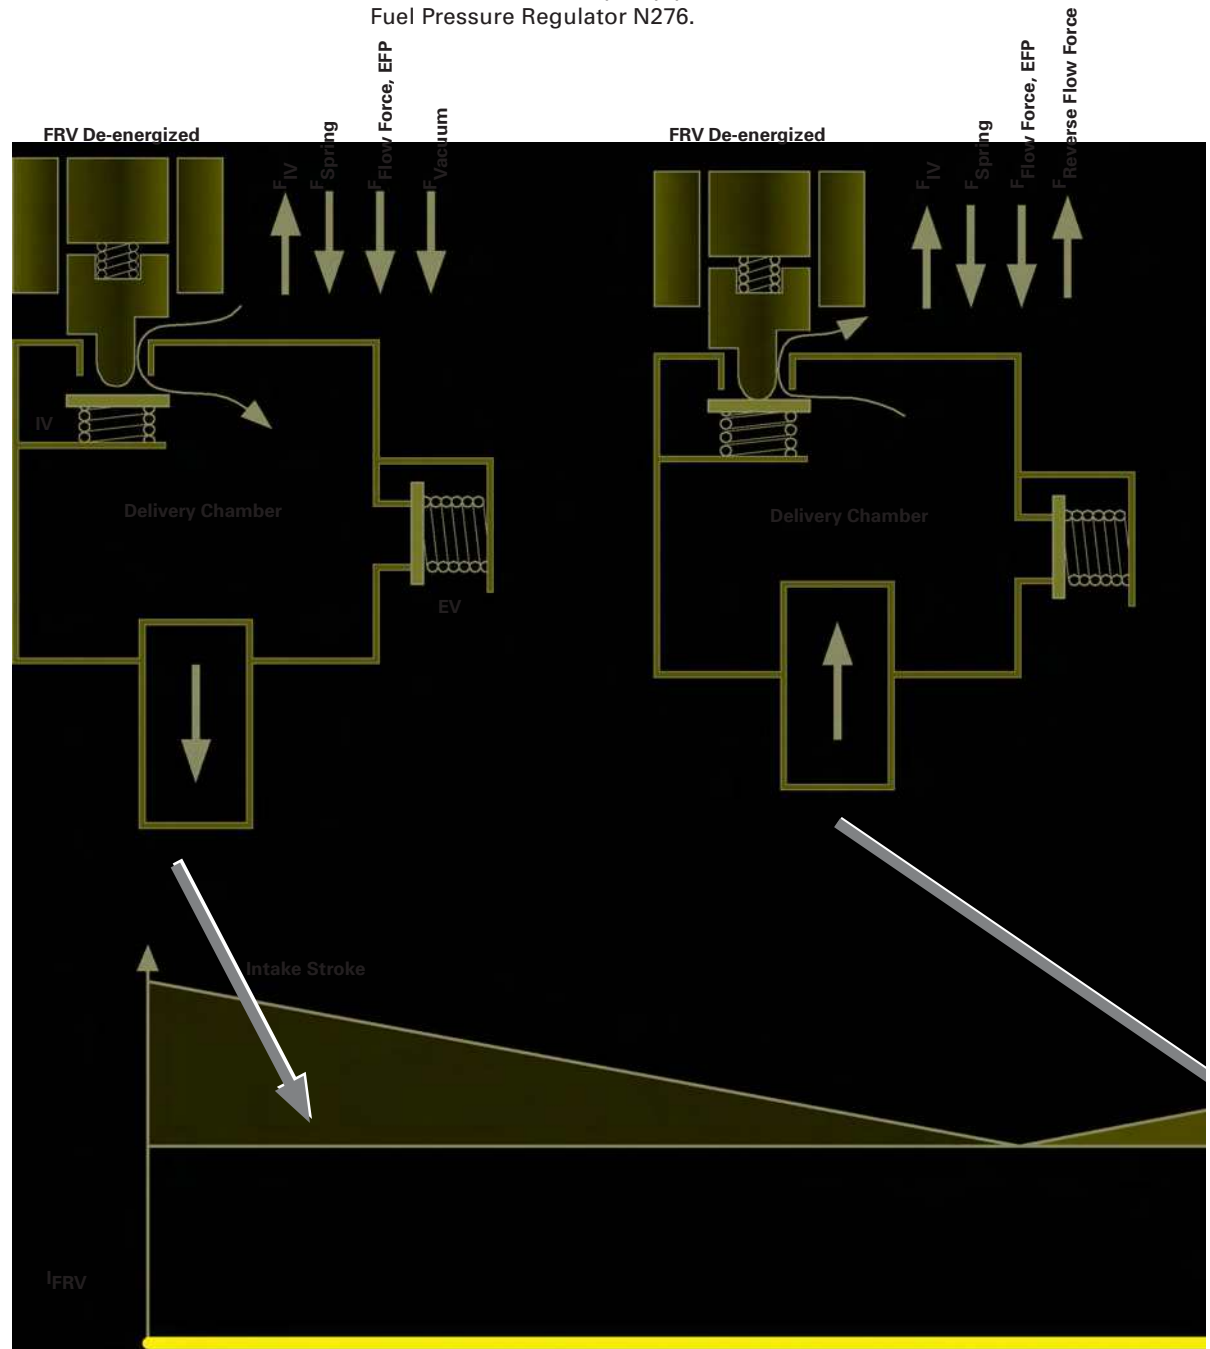 Fuel Pressure Regulator N276.
FRV De-energized
FIV
FSpring
FFlow Force, EFP
FVacuum
FRV De-energized
FIV
FSpring
FFlow Force, EFP
FReverse Flow Force
IV
Delivery Chamber
EV
Delivery Chamber
Intake Stroke
IFRV